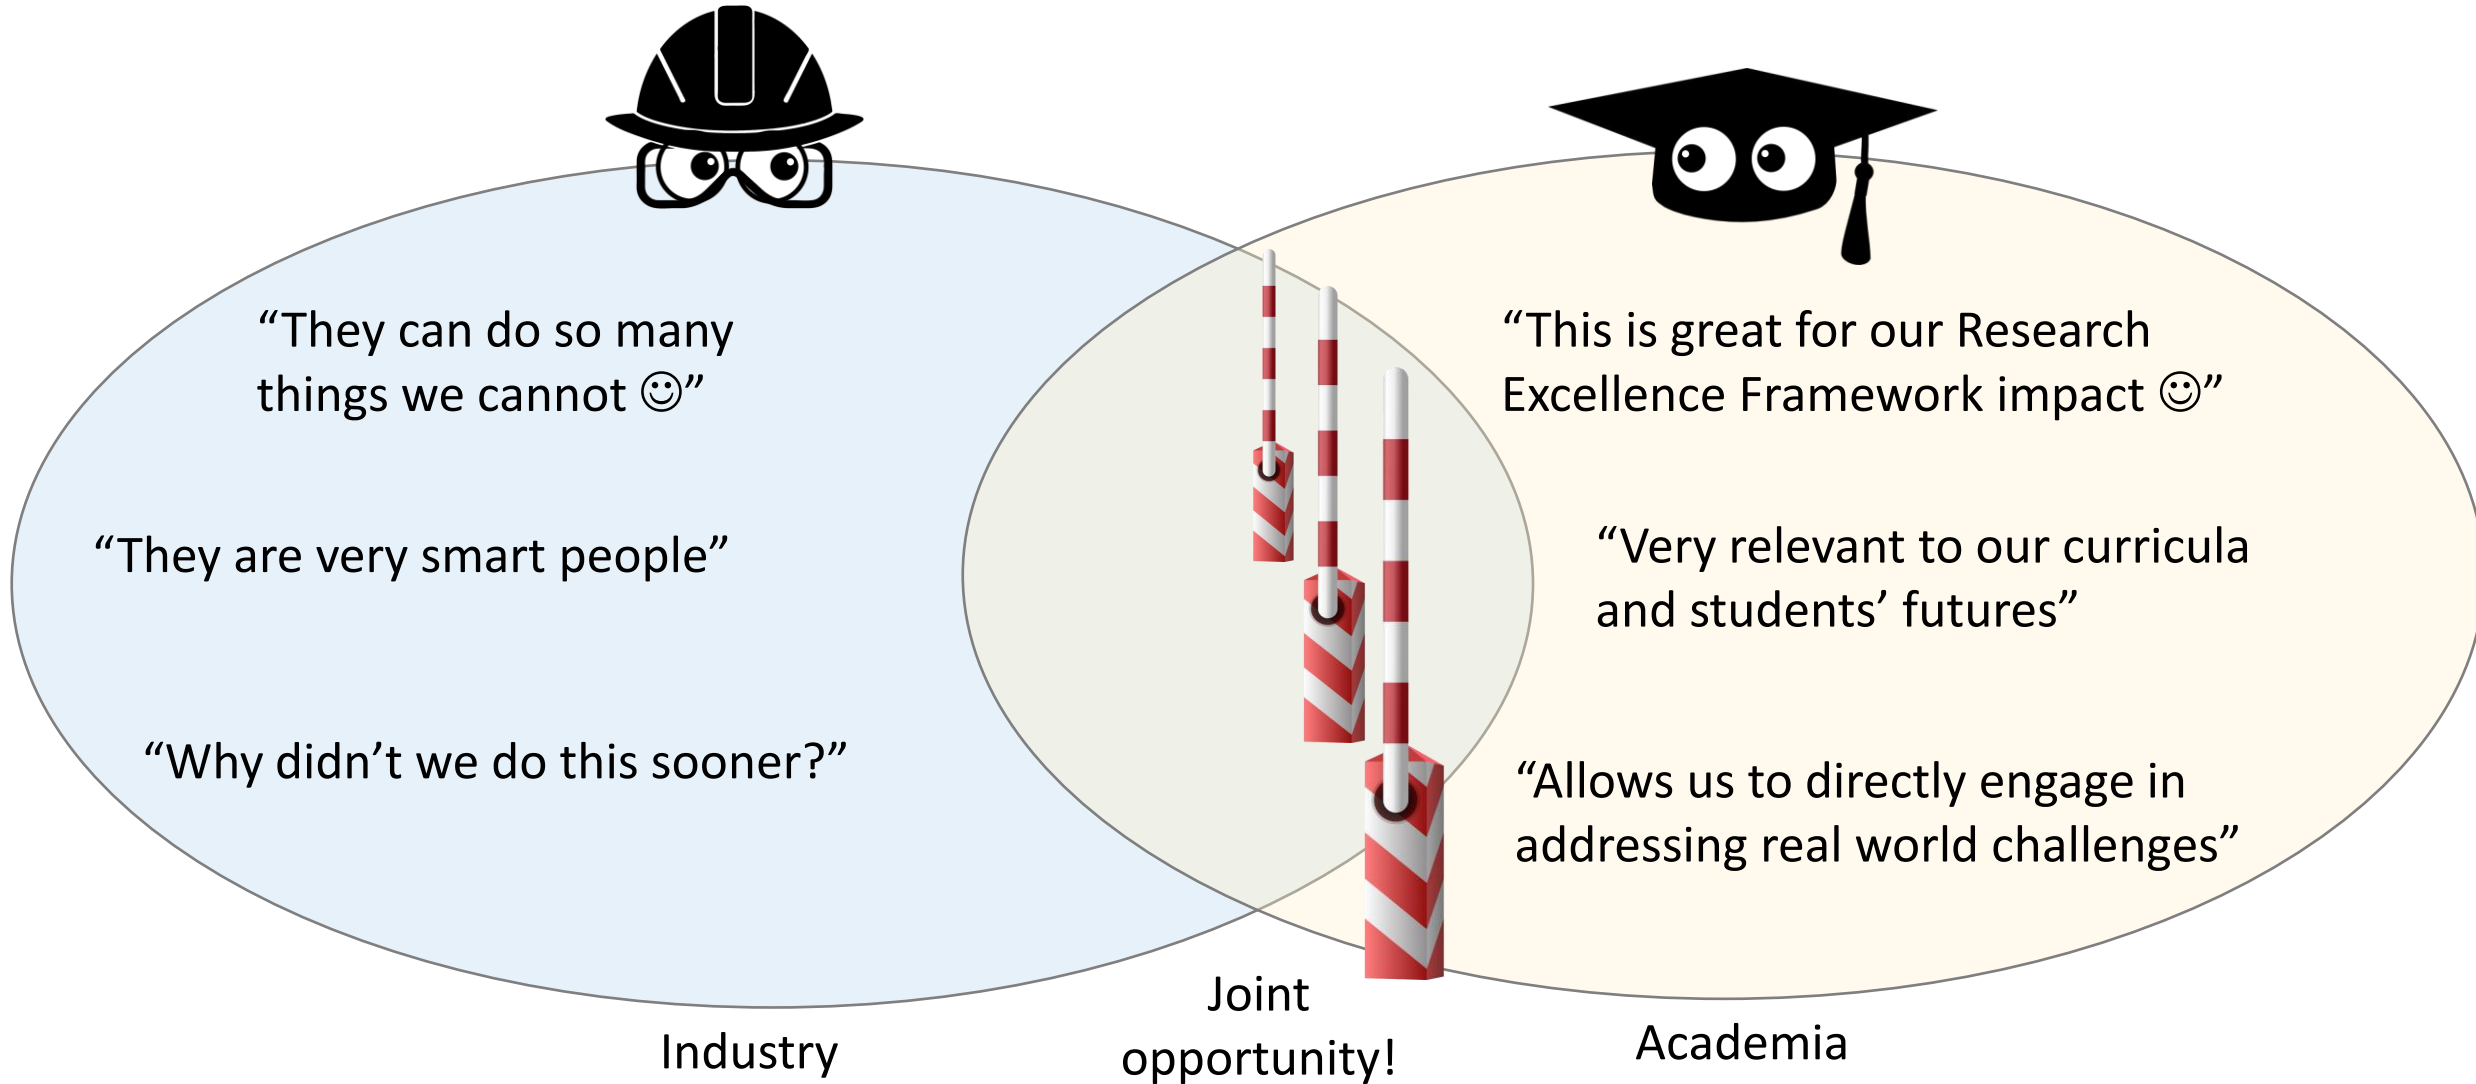 “They can do so many
things we cannot ☺”
“They are very smart people”
“Why didn’t we do this sooner?”
“This is great for our Research
Excellence Framework impact ☺”
“Very relevant to our curricula
and students’ futures”
“Allows us to directly engage in
addressing real world challenges”
Industry
Joint
opportunity!
Academia